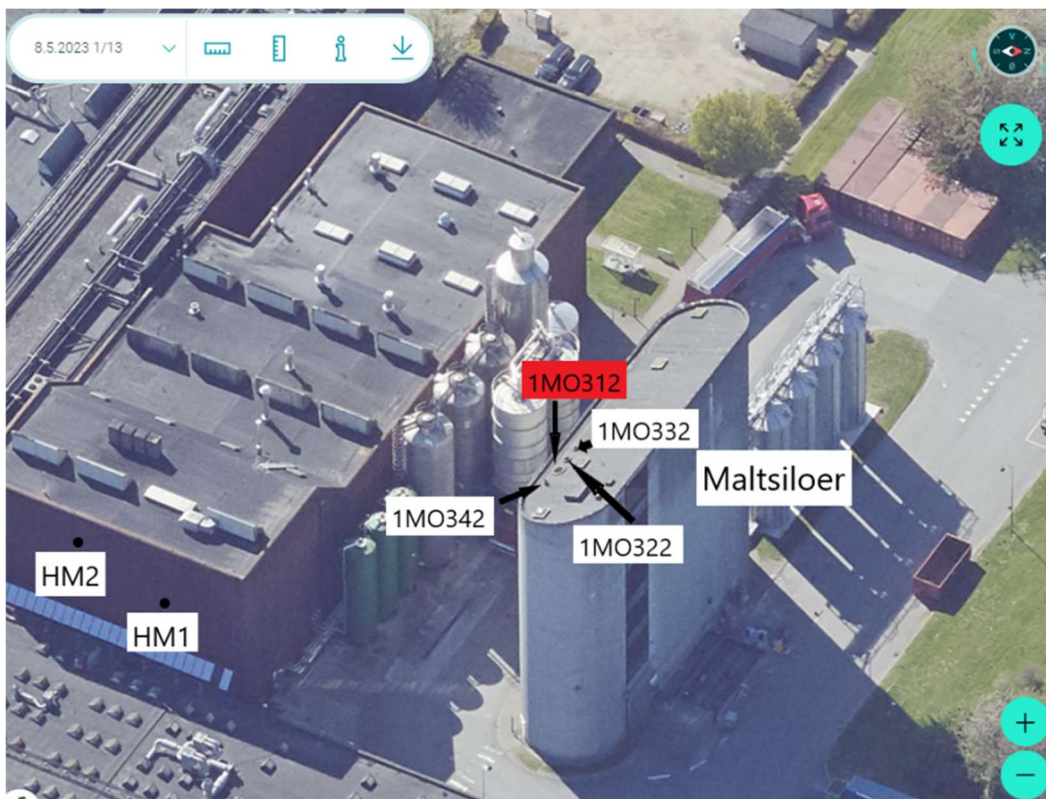 8.5.2023 1/13
V
S
N
Ø
1MO312
1MO332
Maltsiloer
1MO342
1MO322
HM2
HM1